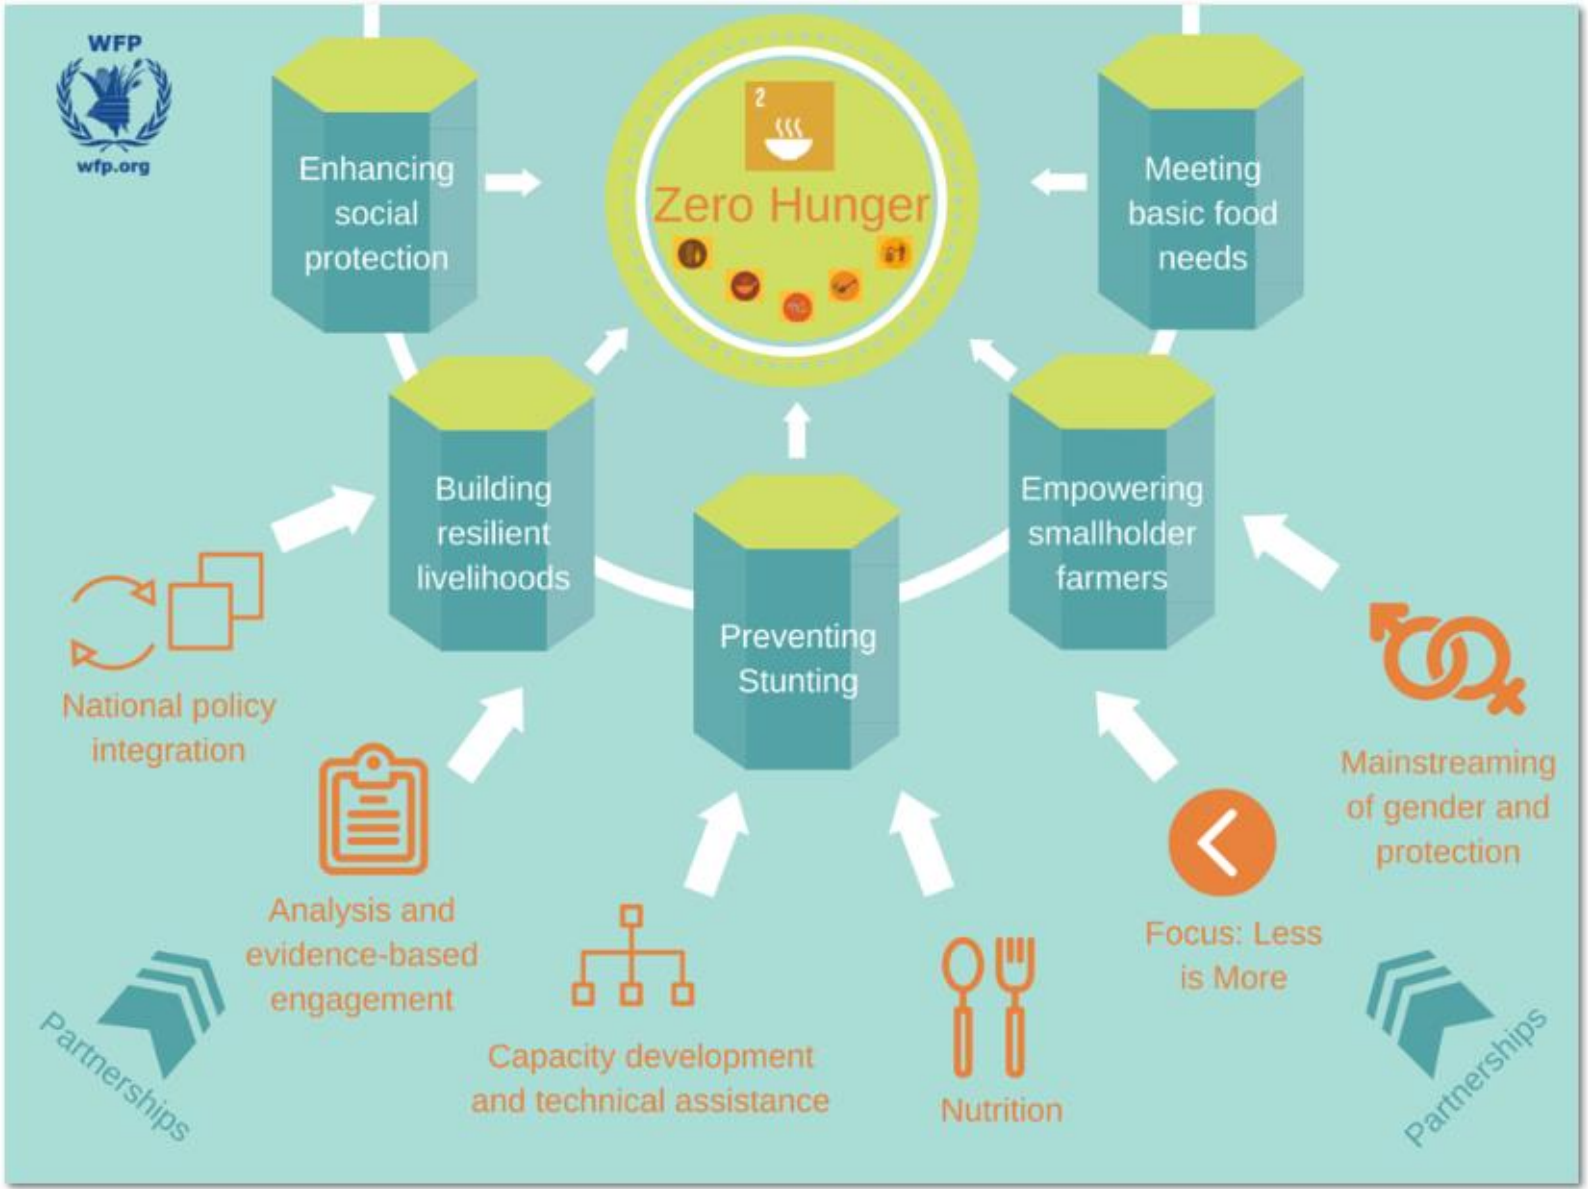 WFP
wfp.org
Enhancing
social
protection
2
Zero Hunger
Meeting
basic food
needs
Building
resilient
livelihoods
Empowering
smallholder
farmers
Preventing
Stunting
National policy
integration
Mainstreaming
of gender and
protection
Analysis and
evidence-based
engagement
Focus: Less
is More
Capacity development
and technical assistance
Nutrition
Partnerships
Partnerships